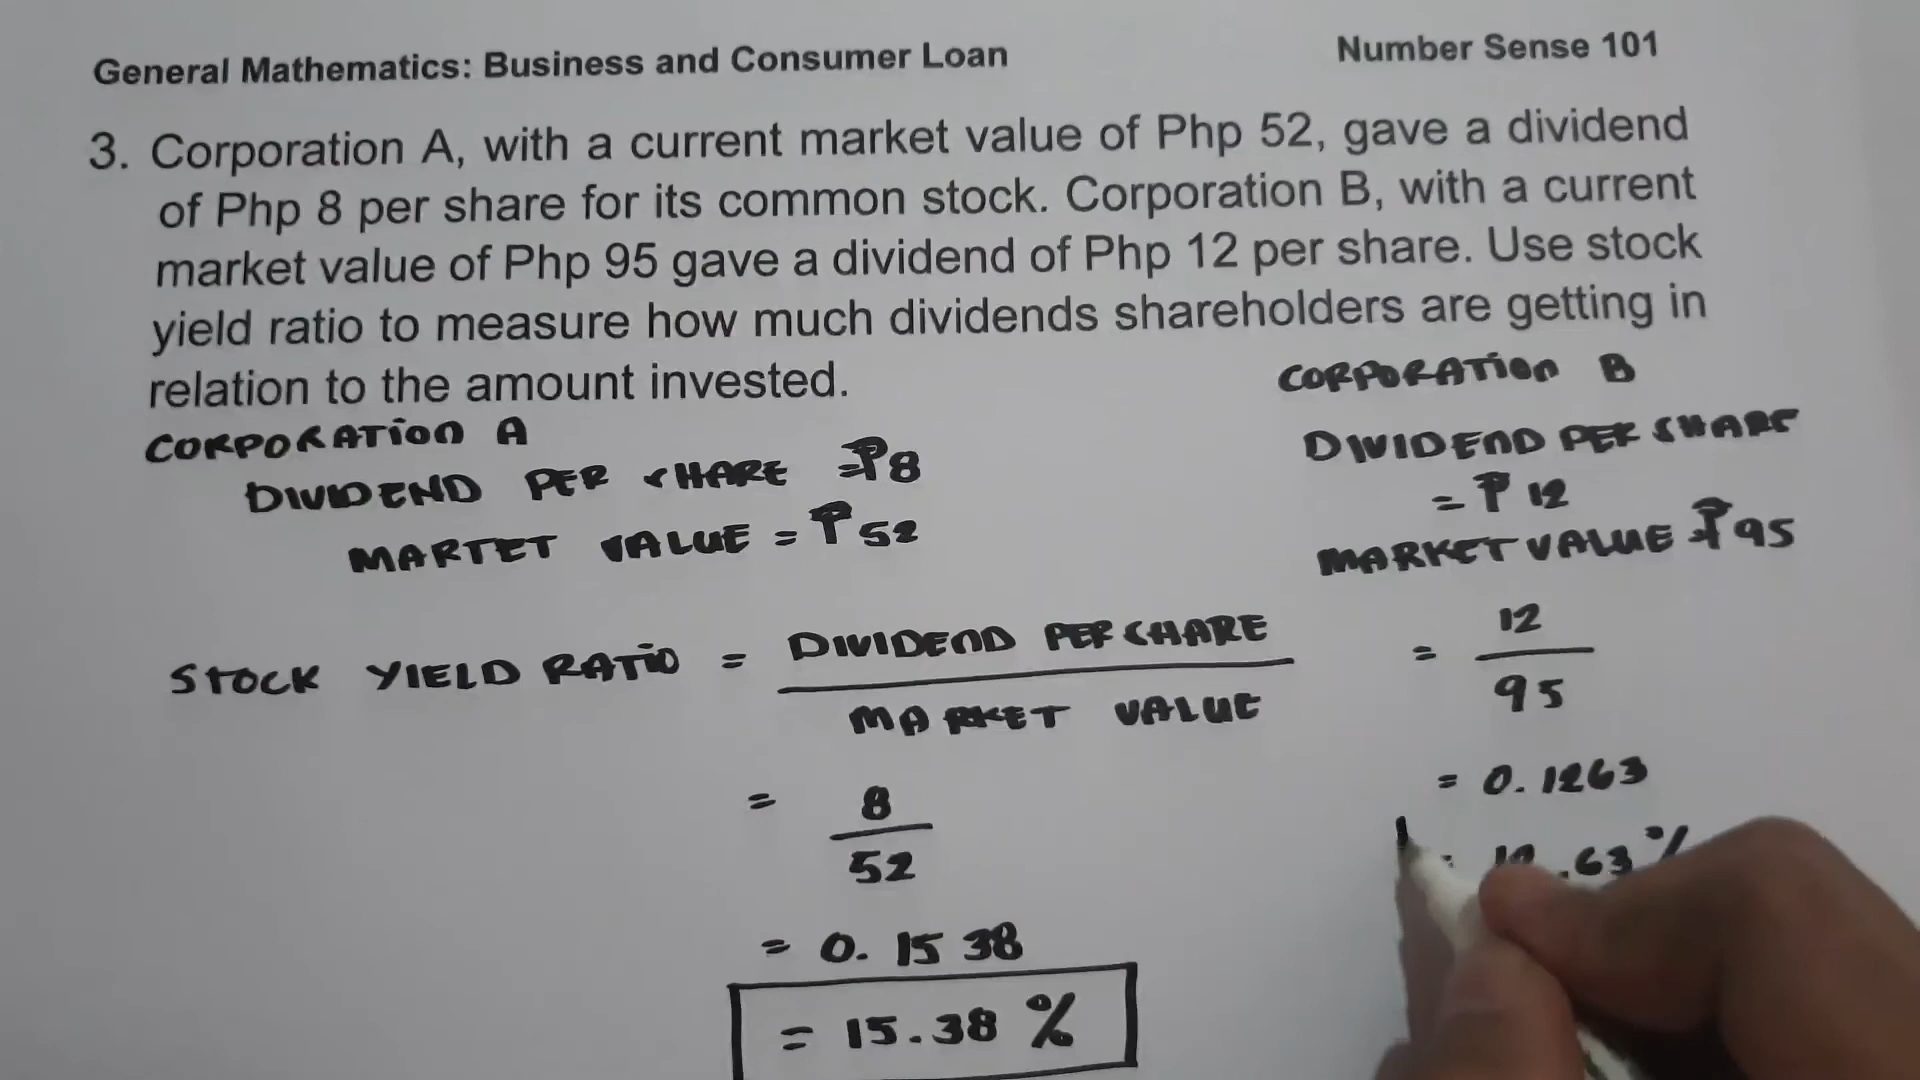 General Mathematics: Business and Consumer Loan
Number Sense 101
3. Corporation A, with a current market value of Php 52, gave a dividend
of Php 8 per share for its common stock. Corporation B, with a current
market value of Php 95 gave a dividend of Php 12 per share. Use stock
yield ratio to measure how much dividends shareholders are getting in
relation to the amount invested.
CORPORATION A
DIVIDEND PER SHARE = ₱8
MARTET VALUE = ₱52
CORPORATION B
DIVIDEND PER SHARE
= ₱ 12
MARKET VALUE = ₱95
STOCK YIELD RATIO = DIVIDEND PER SHARE
MARKET VALUE
= 8
52
= 0.1538
= 15.38 %
= 12
95
= 0.1263
.63 %